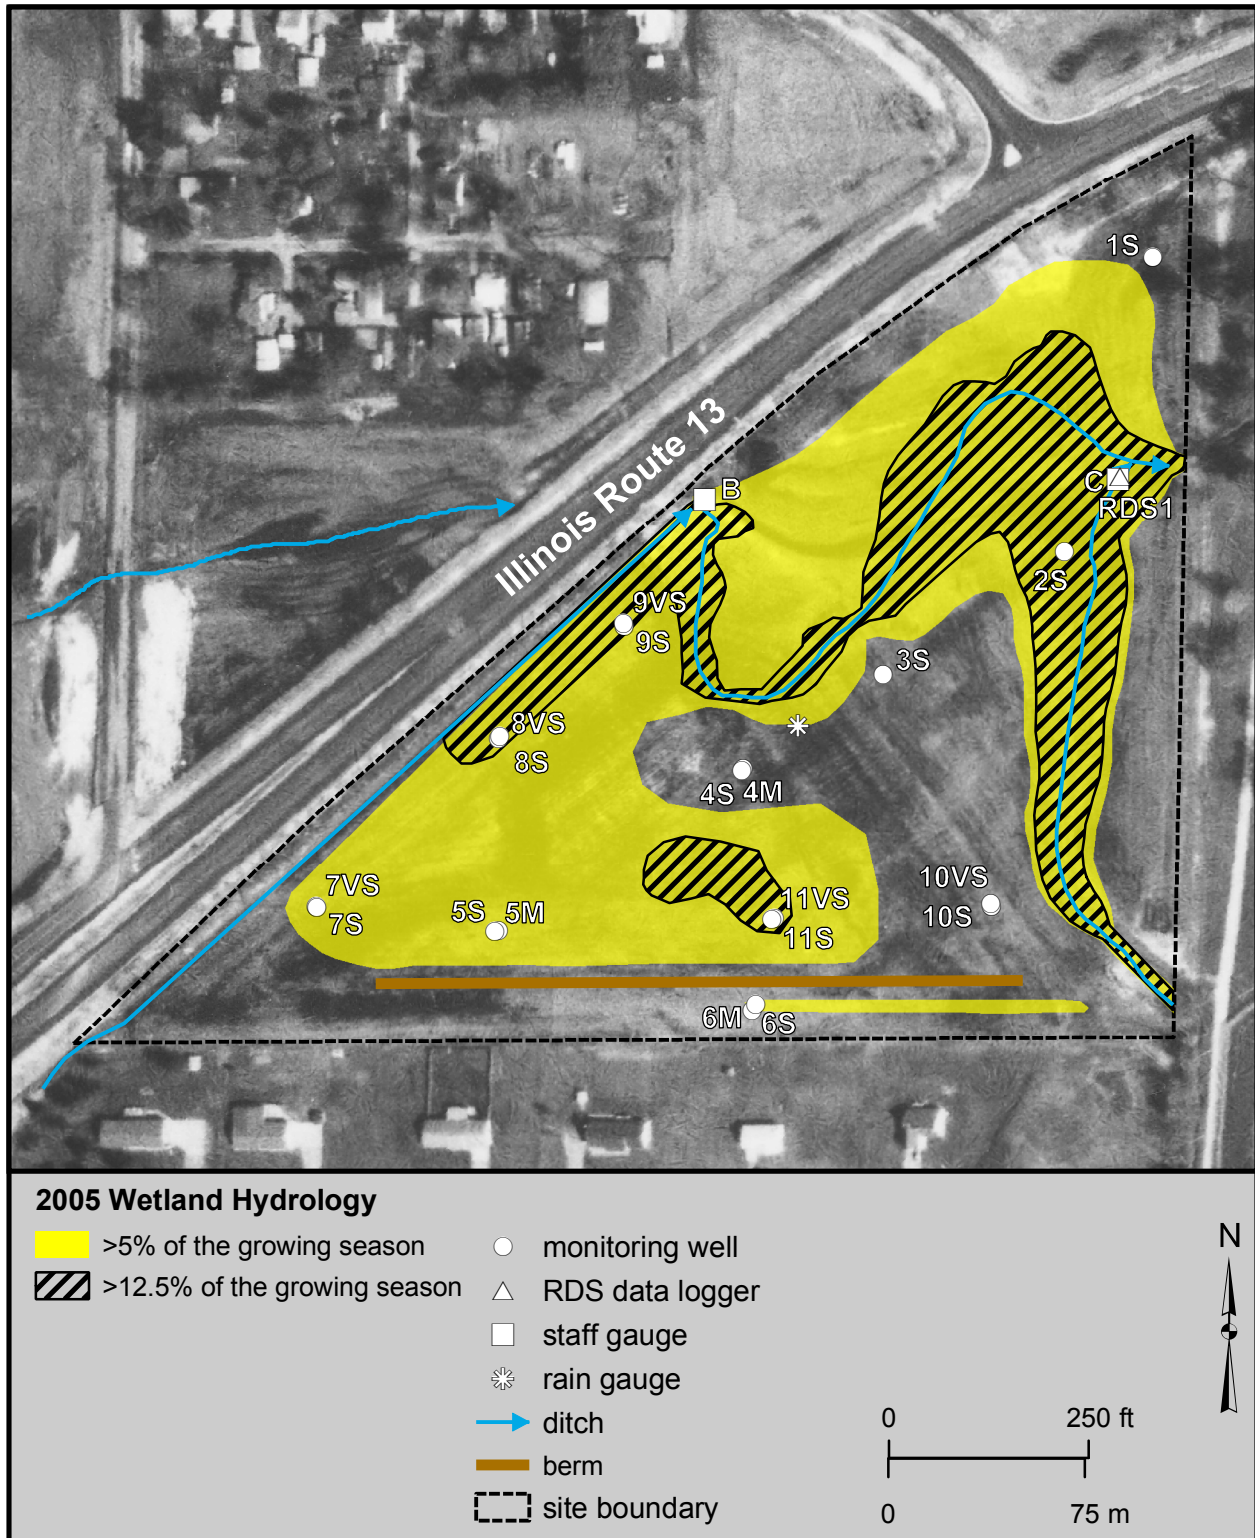 1S
Illinois Route 13
B
C
RDS1
2S
9VS
9S
3S
8VS
8S
4S 4M
7VS
7S
5S 5M
11VS
11S
10VS
10S
6M 6S
2005 Wetland Hydrology
>5% of the growing season
>12.5% of the growing season
monitoring well
RDS data logger
staff gauge
rain gauge
ditch
berm
site boundary
N
0 250 ft
0 75 m